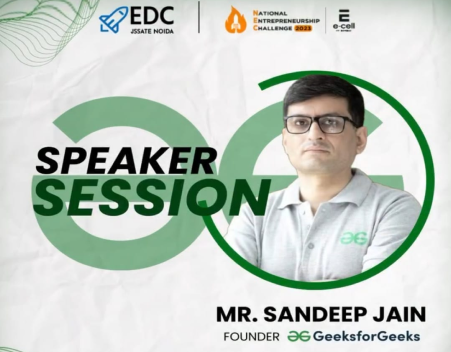 EDC
JSSATE NOIDA
NATIONAL
ENTREPRENEURSHIP
CHALLENGE 2023
E
e-cell
SPEAKER
SESSION
MR. SANDEEP JAIN
FOUNDER GeeksforGeeks